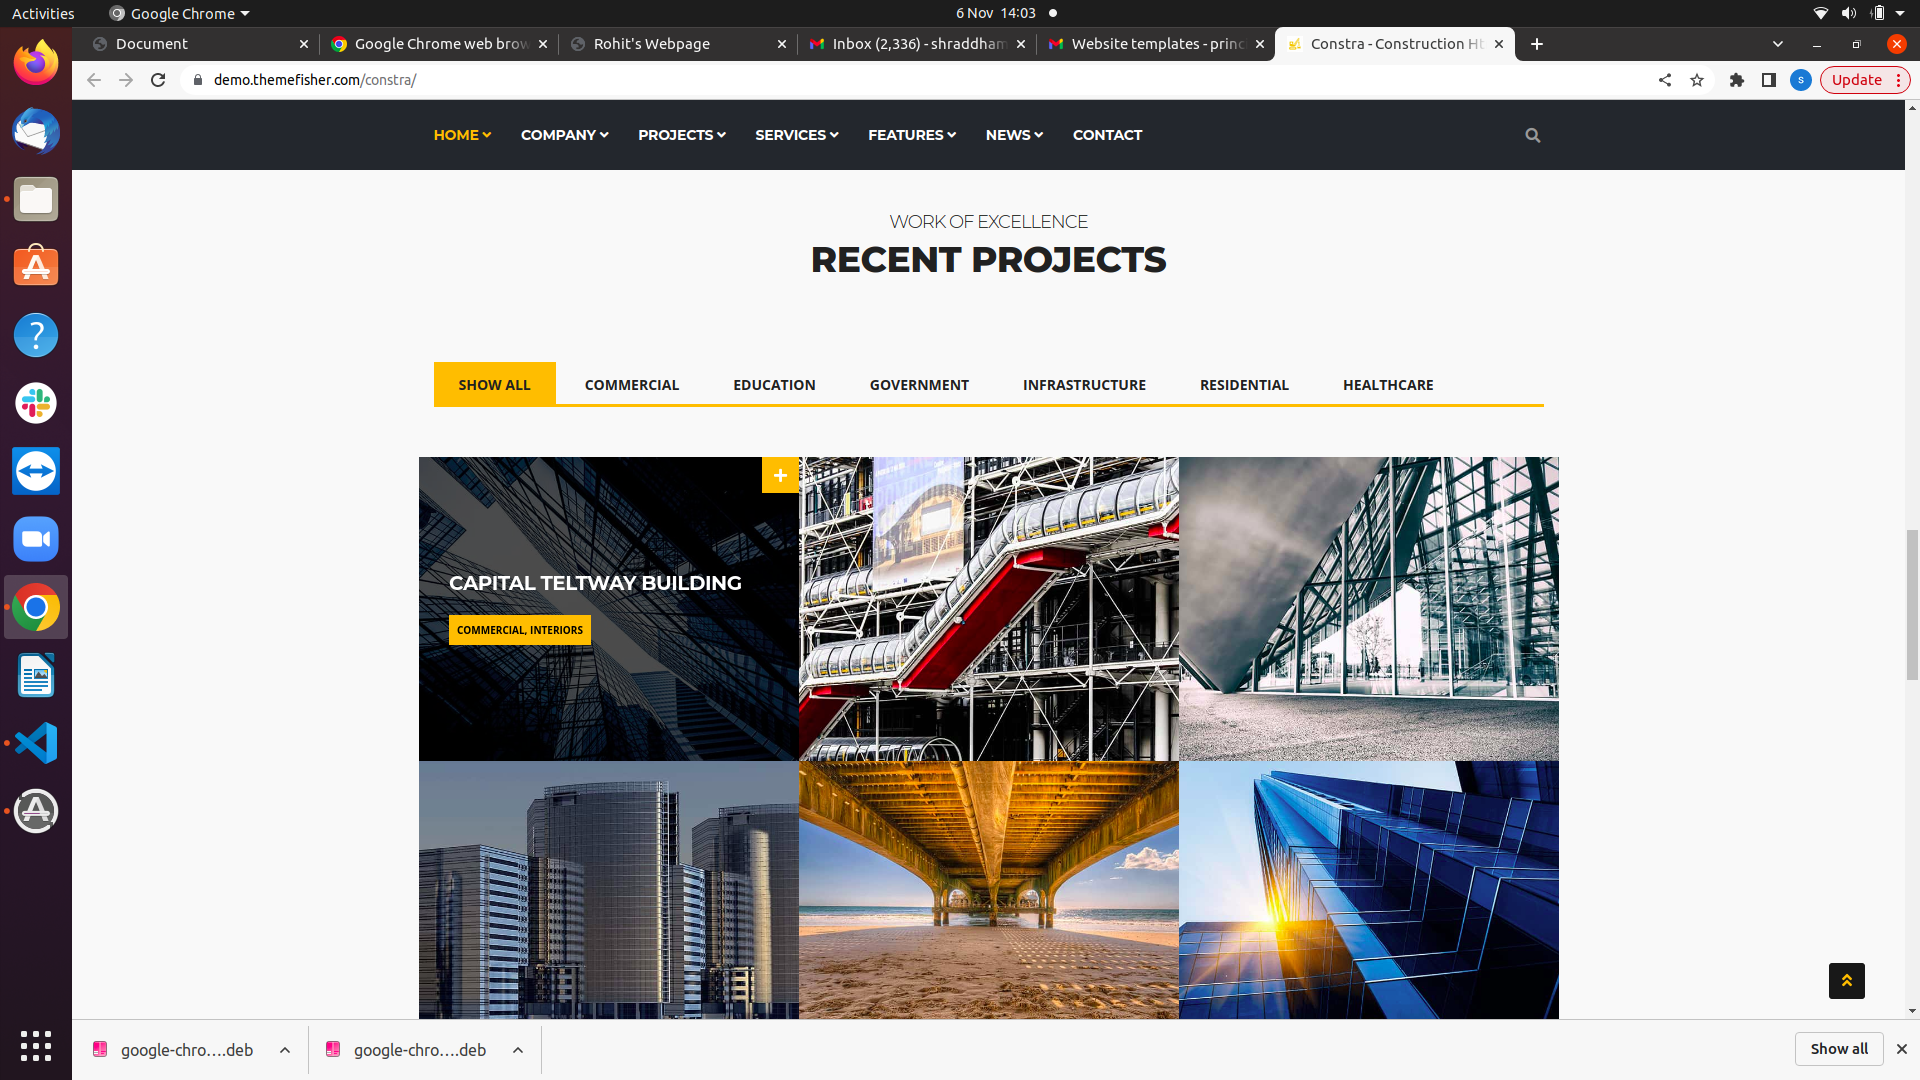 Activities
Google Chrome
6 Nov 14:03
Document
Google Chrome web brow
Rohit's Webpage
Inbox (2,336) - shraddham
Website templates - princ
Constra - Construction Ht
demo.themefisher.com/constra/
S
Update
HOME
COMPANY
PROJECTS
SERVICES
FEATURES
NEWS
CONTACT
WORK OF EXCELLENCE
RECENT PROJECTS
SHOW ALL
COMMERCIAL
EDUCATION
GOVERNMENT
INFRASTRUCTURE
RESIDENTIAL
HEALTHCARE
CAPITAL TELTWAY BUILDING
COMMERCIAL, INTERIORS
google-chro....deb
google-chro....deb
Show all